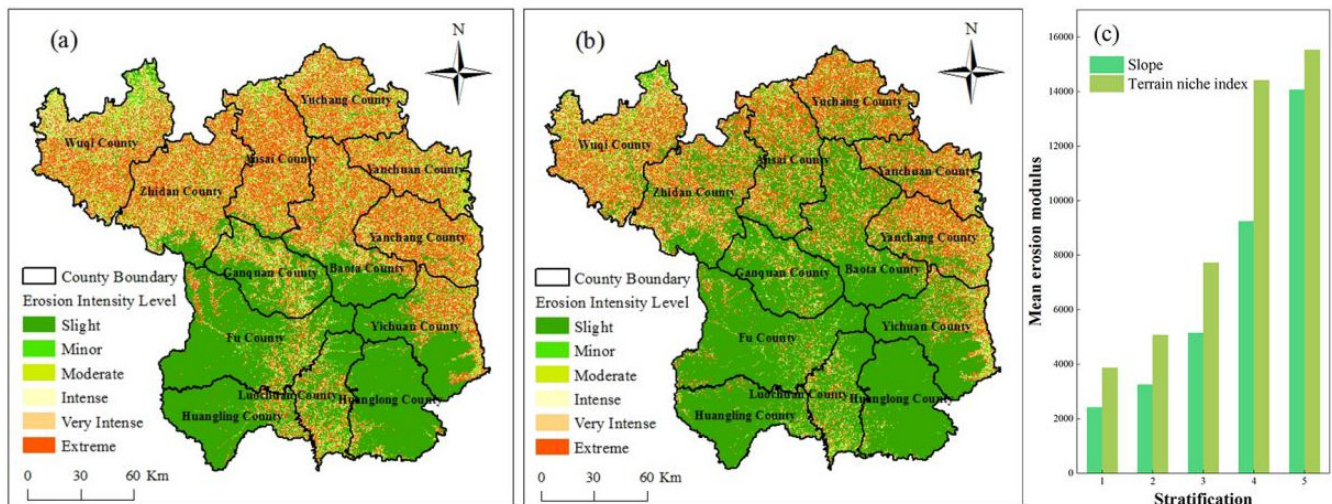 (a)
N
Yuchang County
Wuqi County
Ansai County
Yanchuan County
Zhidan County
Yanchang County
Ganquan County
Baota County
Yichuan County
Fu County
Luochuan County
Huanglong County
Huangling County
County Boundary
Erosion Intensity Level
Slight
Minor
Moderate
Intense
Very Intense
Extreme
0 30 60 Km
(b)
N
Yuchang County
Wuqi County
Ansai County
Yanchuan County
Zhidan County
Yanchang County
Ganquan County
Baota County
Yichuan County
Fu County
Luochuan County
Huanglong County
Huangling County
County Boundary
Erosion Intensity Level
Slight
Minor
Moderate
Intense
Very Intense
Extreme
0 30 60 Km
(c)
Slope
Terrain niche index
Mean erosion modulus
16000
14000
12000
10000
8000
6000
4000
2000
0
1 2 3 4 5
Stratification